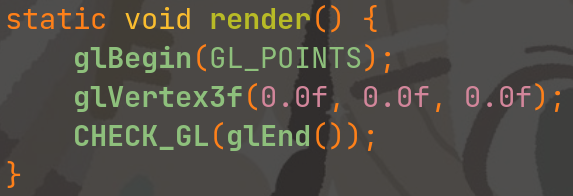 static void render() {
    glBegin(GL_POINTS);
    glVertex3f(0.0f, 0.0f, 0.0f);
    CHECK_GL(glEnd());
}